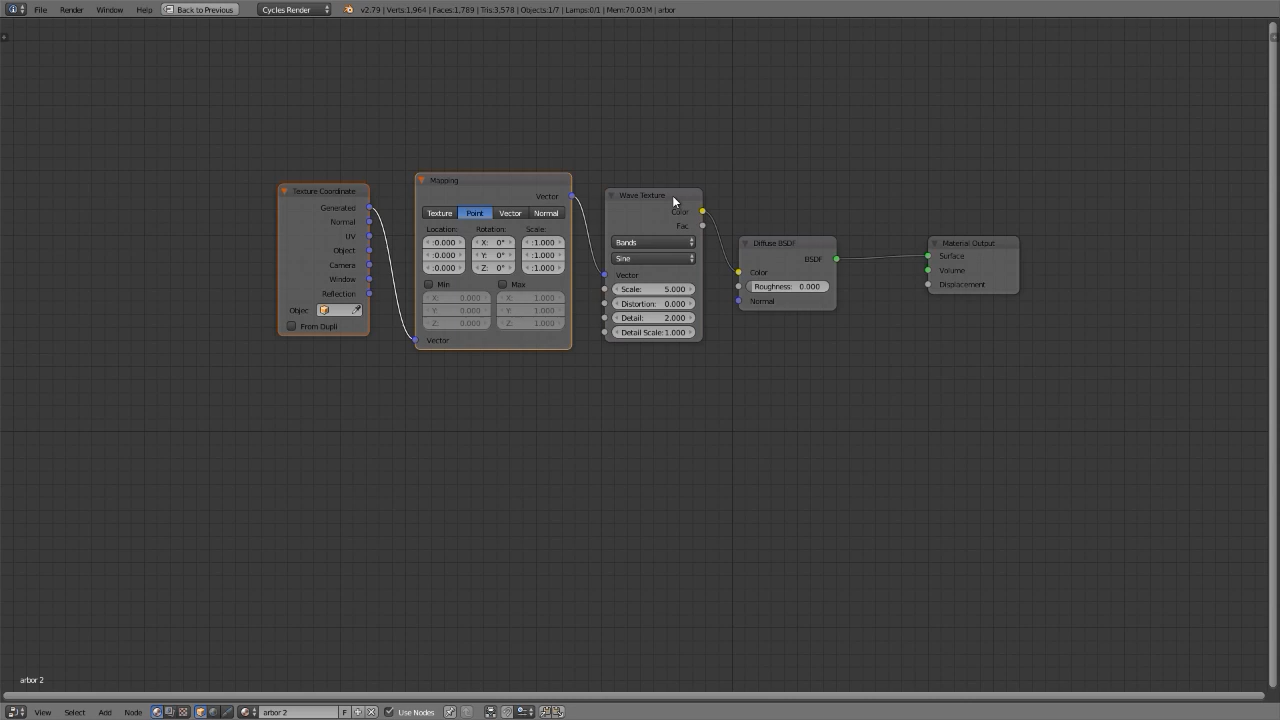 File Render Window Help Back to Previous Cycles Render v2.79 | Verts:1,964 | Faces:1,789 | Tris:3,578 | Objects:1/7 | Lamps:0/1 | Mem:70.03M | arbor
Texture Coordinate
Generated
Normal
UV
Object
Camera
Window
Reflection
Objec
From Dupli
Mapping
Vector
Texture Point Vector Normal
Location: Rotation: Scale:
:0.000 X: 0° :1.000
:0.000 Y: 0° :1.000
:0.000 Z: 0° :1.000
Min Max
X: 0.000 X: 1.000
Y: 0.000 Y: 1.000
Z: 0.000 Z: 1.000
Vector
Wave Texture
Color
Fac
Bands
Sine
Vector
Scale: 5.000
Distortion: 0.000
Detail: 2.000
Detail Scale: 1.000
Diffuse BSDF
BSDF
Color
Roughness: 0.000
Normal
Material Output
Surface
Volume
Displacement
arbor 2
View Select Add Node arbor 2 F Use Nodes